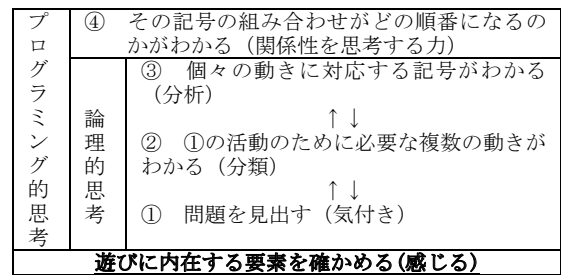 プログラミング的思考
④　その記号の組み合わせがどの順番になるの
かがわかる（関係性を思考する力）
論理的思考
③　個々の動きに対応する記号がわかる
（分析）
↑↓
②　①の活動のために必要な複数の動きが
わかる（分類）
↑↓
①　問題を見出す（気付き）
遊びに内在する要素を確かめる(感じる)